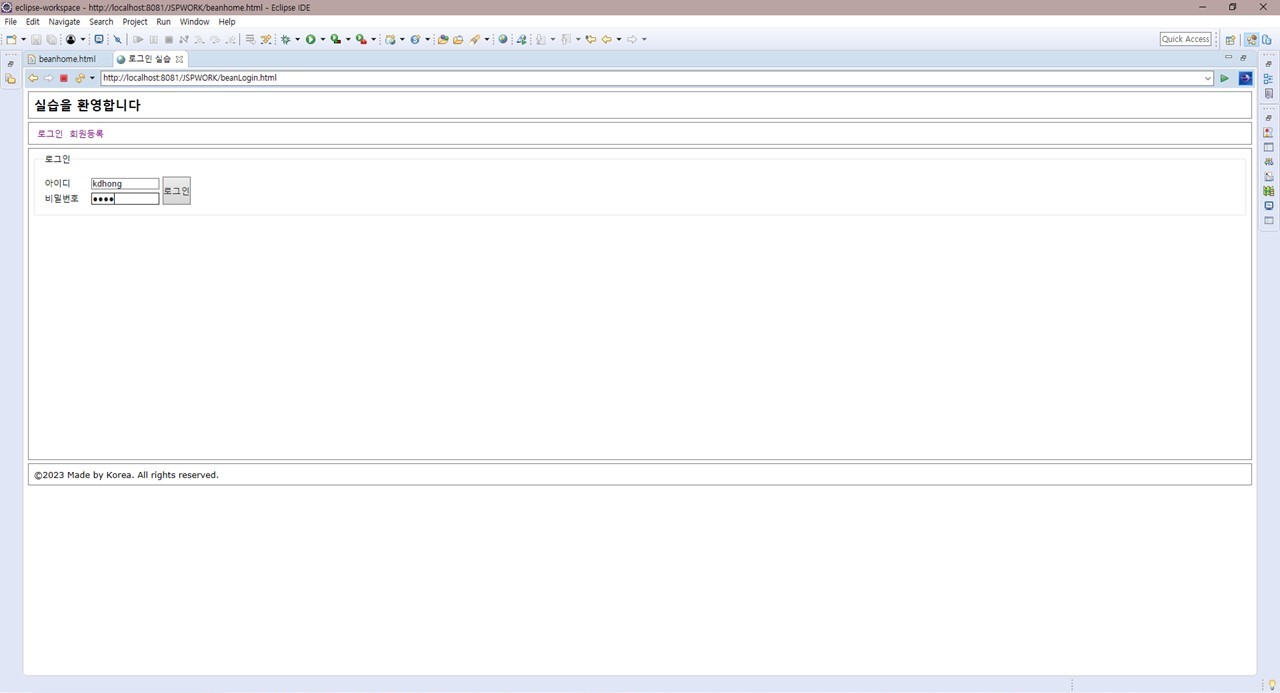 eclipse-workspace - http://localhost:8081/JSPWORK/beanhome.html - Eclipse IDE
File Edit Navigate Search Project Run Window Help
Quick Access
beanhome.html 로그인 실습
http://localhost:8081/JSPWORK/beanLogin.html
실습을 환영합니다
로그인 회원등록
로그인
아이디 kdhong
로그인
비밀번호 ●●●●
©2023 Made by Korea. All rights reserved.